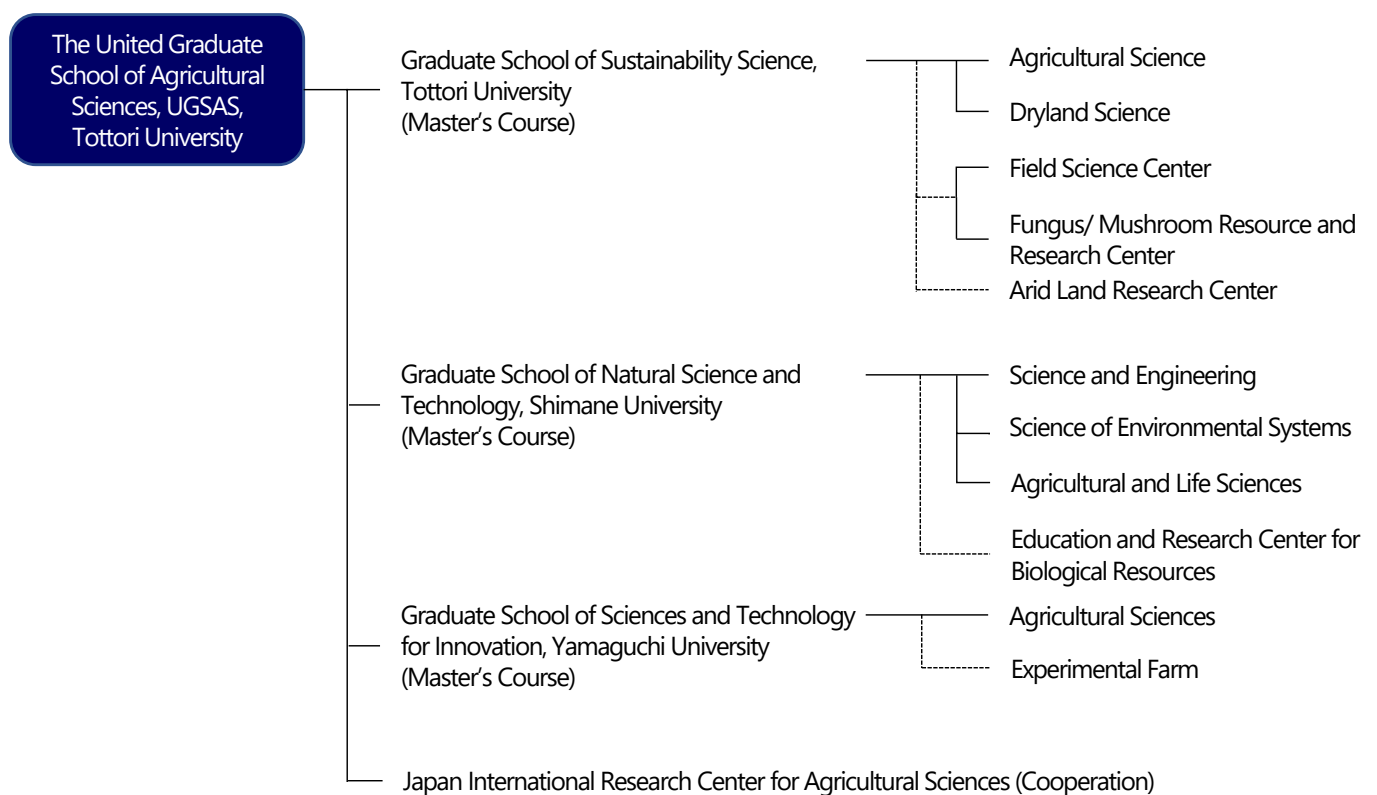 The United Graduate
School of Agricultural
Sciences, UGSAS,
Tottori University
Graduate School of Sustainability Science,
Tottori University
(Master's Course)
Agricultural Science
Dryland Science
Field Science Center
Fungus/ Mushroom Resource and
Research Center
Arid Land Research Center
Graduate School of Natural Science and
Technology, Shimane University
(Master's Course)
Science and Engineering
Science of Environmental Systems
Agricultural and Life Sciences
Education and Research Center for
Biological Resources
Graduate School of Sciences and Technology
for Innovation, Yamaguchi University
(Master's Course)
Agricultural Sciences
Experimental Farm
Japan International Research Center for Agricultural Sciences (Cooperation)